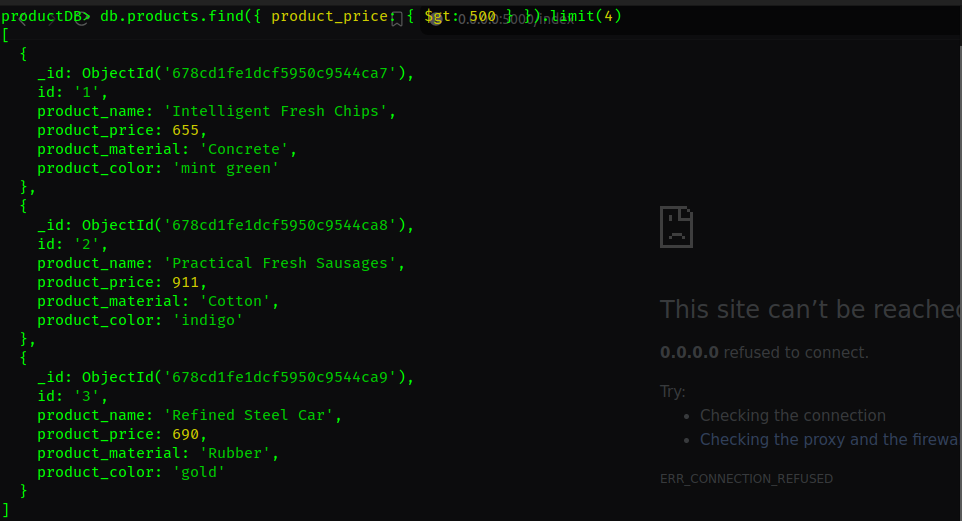 productDB> db.products.find({ product_price: { $gt: 500 } }).limit(4)
0.0.0.0:5000/index
[
  {
    _id: ObjectId('678cd1fe1dcf5950c9544ca7'),
    id: '1',
    product_name: 'Intelligent Fresh Chips',
    product_price: 655,
    product_material: 'Concrete',
    product_color: 'mint green'
  },
  {
    _id: ObjectId('678cd1fe1dcf5950c9544ca8'),
    id: '2',
    product_name: 'Practical Fresh Sausages',
    product_price: 911,
    product_material: 'Cotton',
    product_color: 'indigo'
  },
  {
    _id: ObjectId('678cd1fe1dcf5950c9544ca9'),
    id: '3',
    product_name: 'Refined Steel Car',
    product_price: 690,
    product_material: 'Rubber',
    product_color: 'gold'
  }
]
This site can’t be reached
0.0.0.0 refused to connect.
Try:
• Checking the connection
• Checking the proxy and the firewa
ERR_CONNECTION_REFUSED